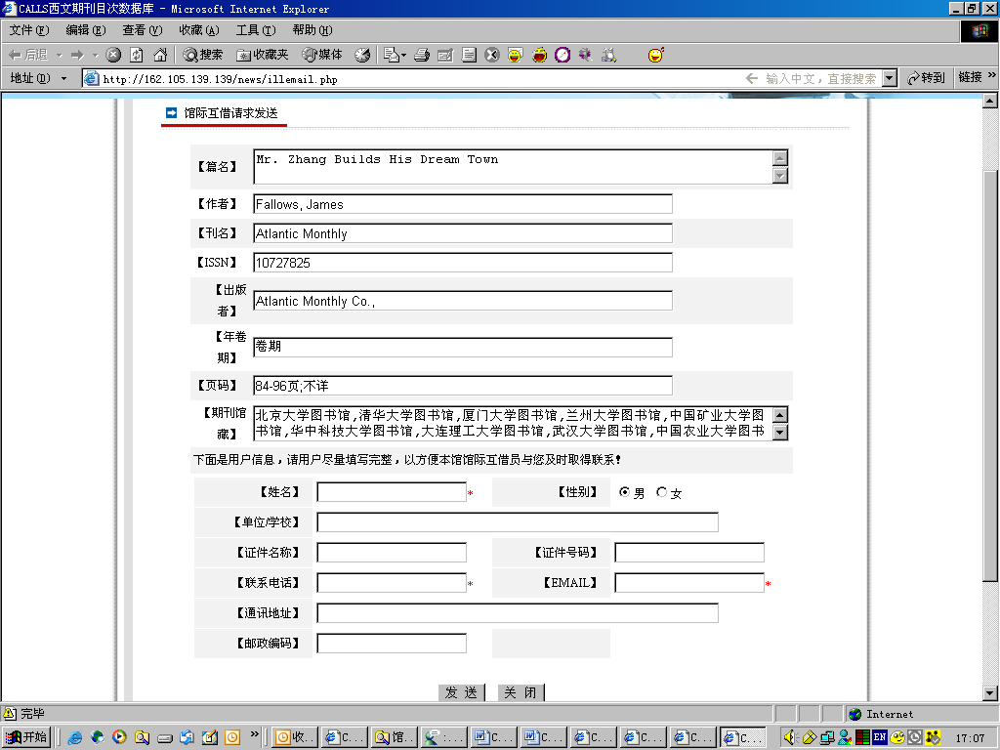 CALLS西文期刊目次数据库 - Microsoft Internet Explorer
文件(F) 编辑(E) 查看(V) 收藏(A) 工具(T) 帮助(H)
后退 搜索 收藏夹 媒体
地址(D) http://162.105.139.139/news/illemail.php 输入中文，直接搜索 转到 链接 »
馆际互借请求发送
【篇名】 Mr. Zhang Builds His Dream Town
【作者】 Fallows, James
【刊名】 Atlantic Monthly
【ISSN】 10727825
【出版
者】 Atlantic Monthly Co.,
【年卷
期】 卷期
【页码】 84-96页;不详
【期刊馆
藏】 北京大学图书馆,清华大学图书馆,厦门大学图书馆,兰州大学图书馆,中国矿业大学图
书馆,华中科技大学图书馆,大连理工大学图书馆,武汉大学图书馆,中国农业大学图书
下面是用户信息，请用户尽量填写完整，以方便本馆馆际互借员与您及时取得联系！
【姓名】 * 【性别】 男 女
【单位/学校】
【证件名称】 【证件号码】
【联系电话】 * 【EMAIL】 *
【通讯地址】
【邮政编码】
发 送 关 闭
完毕 Internet
开始 » 收.. C... 馆.. :... C... C... C... C... C... C... EN 17:07